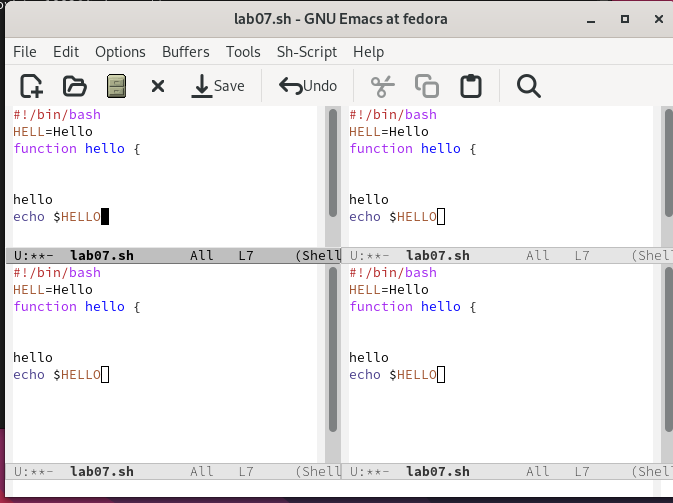 lab07.sh - GNU Emacs at fedora
File Edit Options Buffers Tools Sh-Script Help
Save Undo
#!/bin/bash
HELL=Hello
function hello {
hello
echo $HELLO
U:**- lab07.sh All L7 (Shell
#!/bin/bash
HELL=Hello
function hello {
hello
echo $HELLO
U:**- lab07.sh All L7 (Shell
#!/bin/bash
HELL=Hello
function hello {
hello
echo $HELLO
U:**- lab07.sh All L7 (Shell
#!/bin/bash
HELL=Hello
function hello {
hello
echo $HELLO
U:**- lab07.sh All L7 (Shell